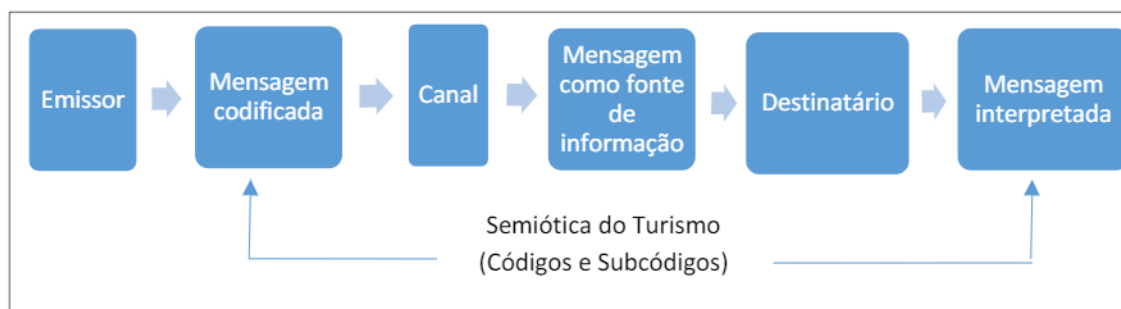 Emissor
Mensagem
codificada
Canal
Mensagem
como fonte
de
informação
Destinatário
Mensagem
interpretada
Semiótica do Turismo
(Códigos e Subcódigos)